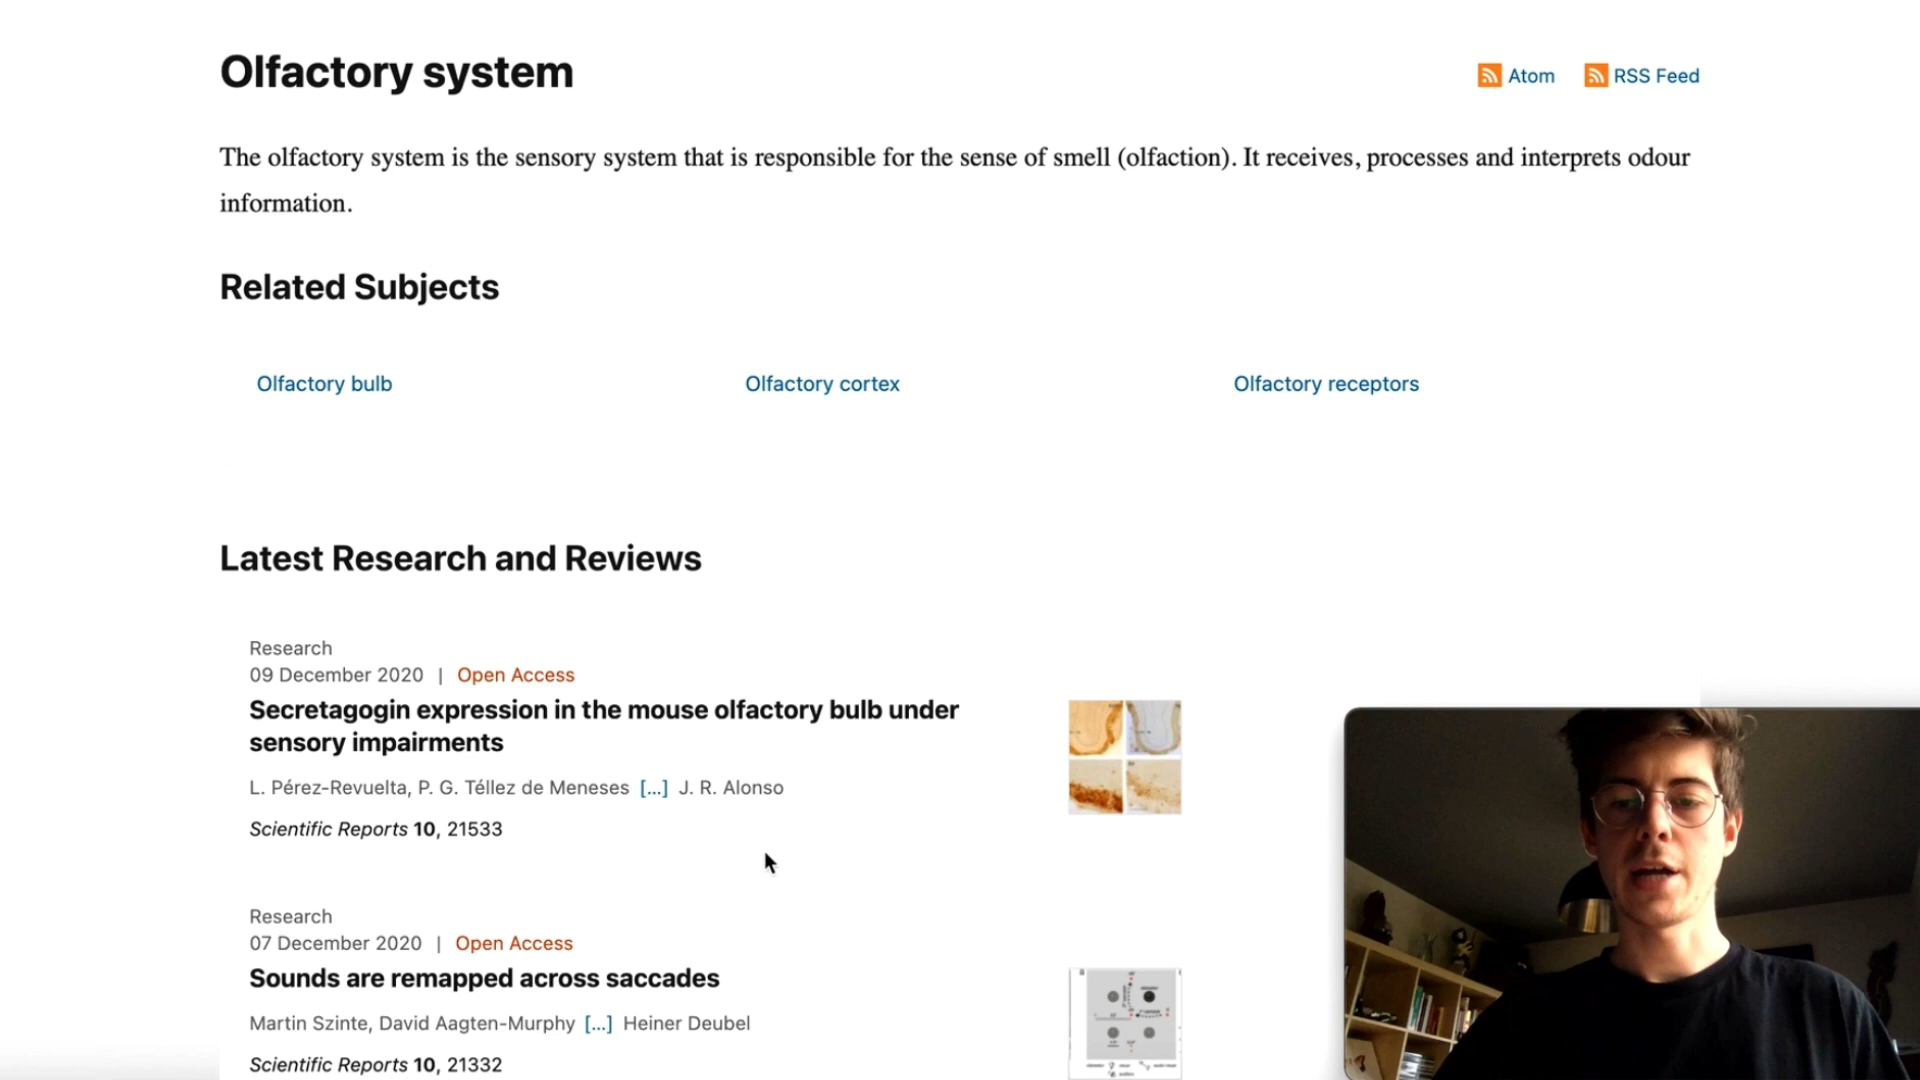 Olfactory system
Atom
RSS Feed
The olfactory system is the sensory system that is responsible for the sense of smell (olfaction). It receives, processes and interprets odour
information.
Related Subjects
Olfactory bulb
Olfactory cortex
Olfactory receptors
Latest Research and Reviews
Research
09 December 2020 | Open Access
Secretagogin expression in the mouse olfactory bulb under
sensory impairments
L. Pérez-Revuelta, P. G. Téllez de Meneses [...] J. R. Alonso
Scientific Reports 10, 21533
Research
07 December 2020 | Open Access
Sounds are remapped across saccades
Martin Szinte, David Aagten-Murphy [...] Heiner Deubel
Scientific Reports 10, 21332